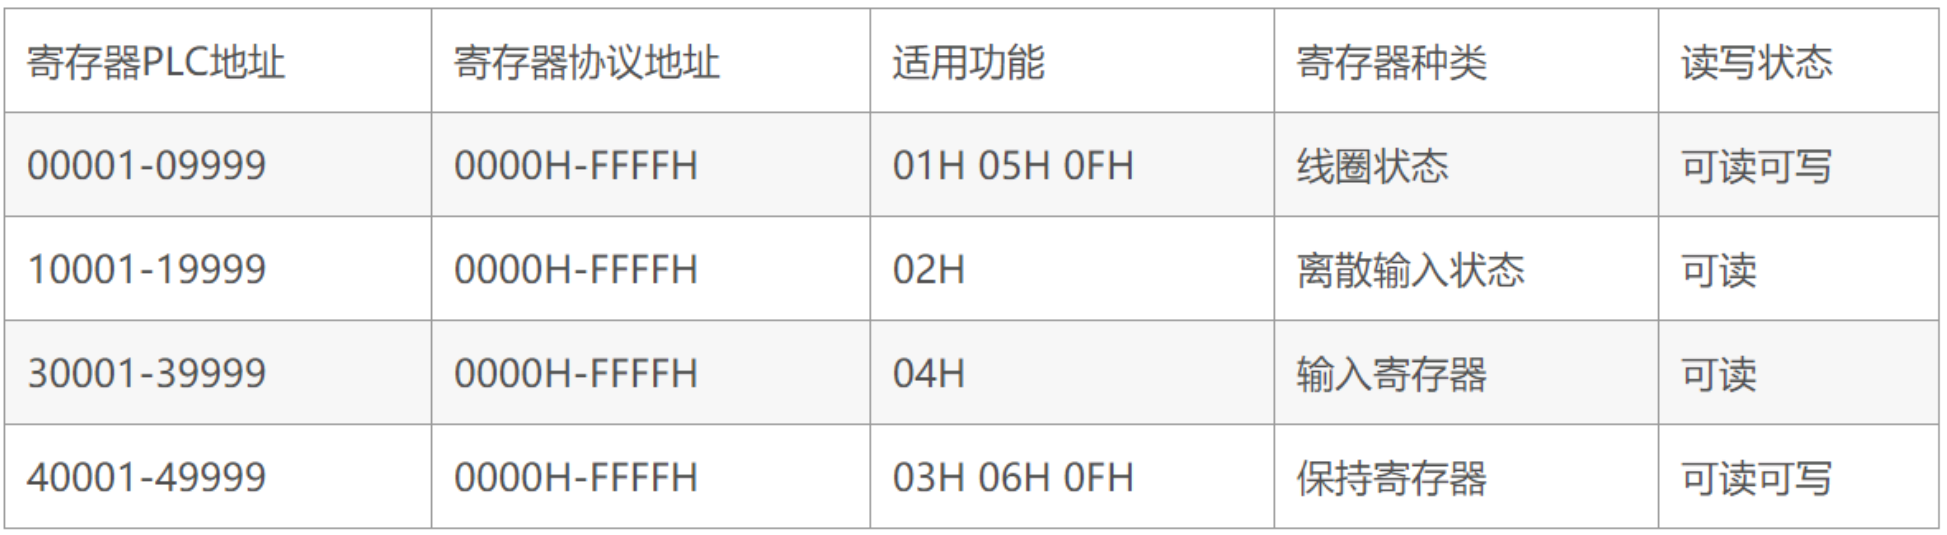 寄存器PLC地址 寄存器协议地址 适用功能 寄存器种类 读写状态
00001-09999 0000H-FFFFH 01H 05H 0FH 线圈状态 可读可写
10001-19999 0000H-FFFFH 02H 离散输入状态 可读
30001-39999 0000H-FFFFH 04H 输入寄存器 可读
40001-49999 0000H-FFFFH 03H 06H 0FH 保持寄存器 可读可写